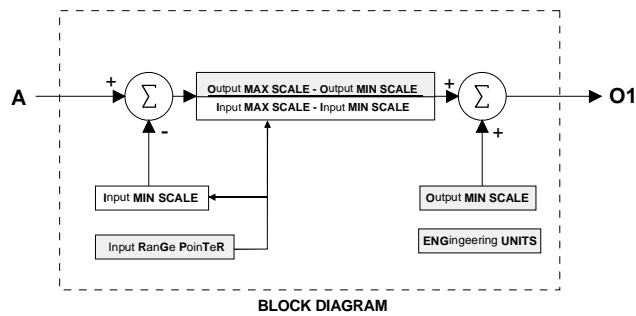 +
Output MAX SCALE - Output MIN SCALE
+
A
Σ
Input MAX SCALE - Input MIN SCALE
Σ
O1
-
+
Input MIN SCALE
Output MIN SCALE
Input RanGe PoinTeR
ENGineering UNITS
BLOCK DIAGRAM